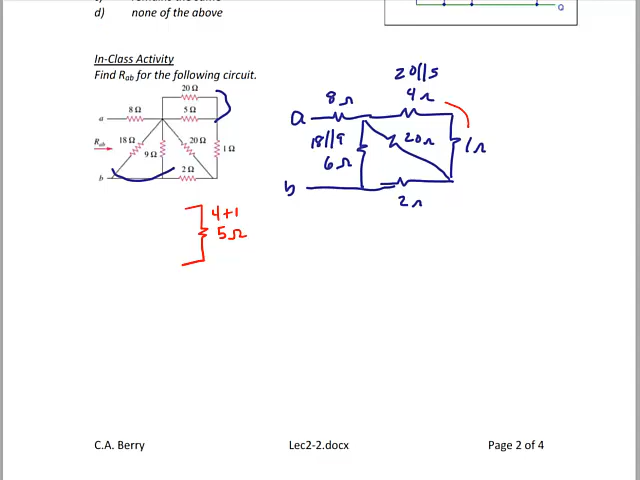 d) none of the above
Q
In-Class Activity
Find Rab for the following circuit.
20 Ω
8 Ω
5 Ω
a
Rab
18 Ω
20 Ω
9 Ω
1 Ω
b
2 Ω
20//5
8 Ω
4 Ω
a
18//9
20 Ω
1 Ω
6 Ω
b
2 Ω
4+1
5 Ω
C.A. Berry Lec2-2.docx Page 2 of 4